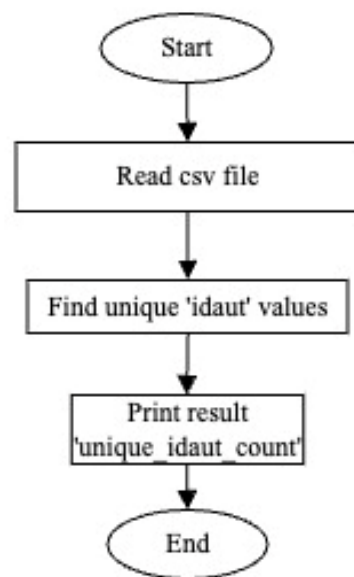 Start
Read csv file
Find unique 'idaut' values
Print result
'unique_idaut_count'
End